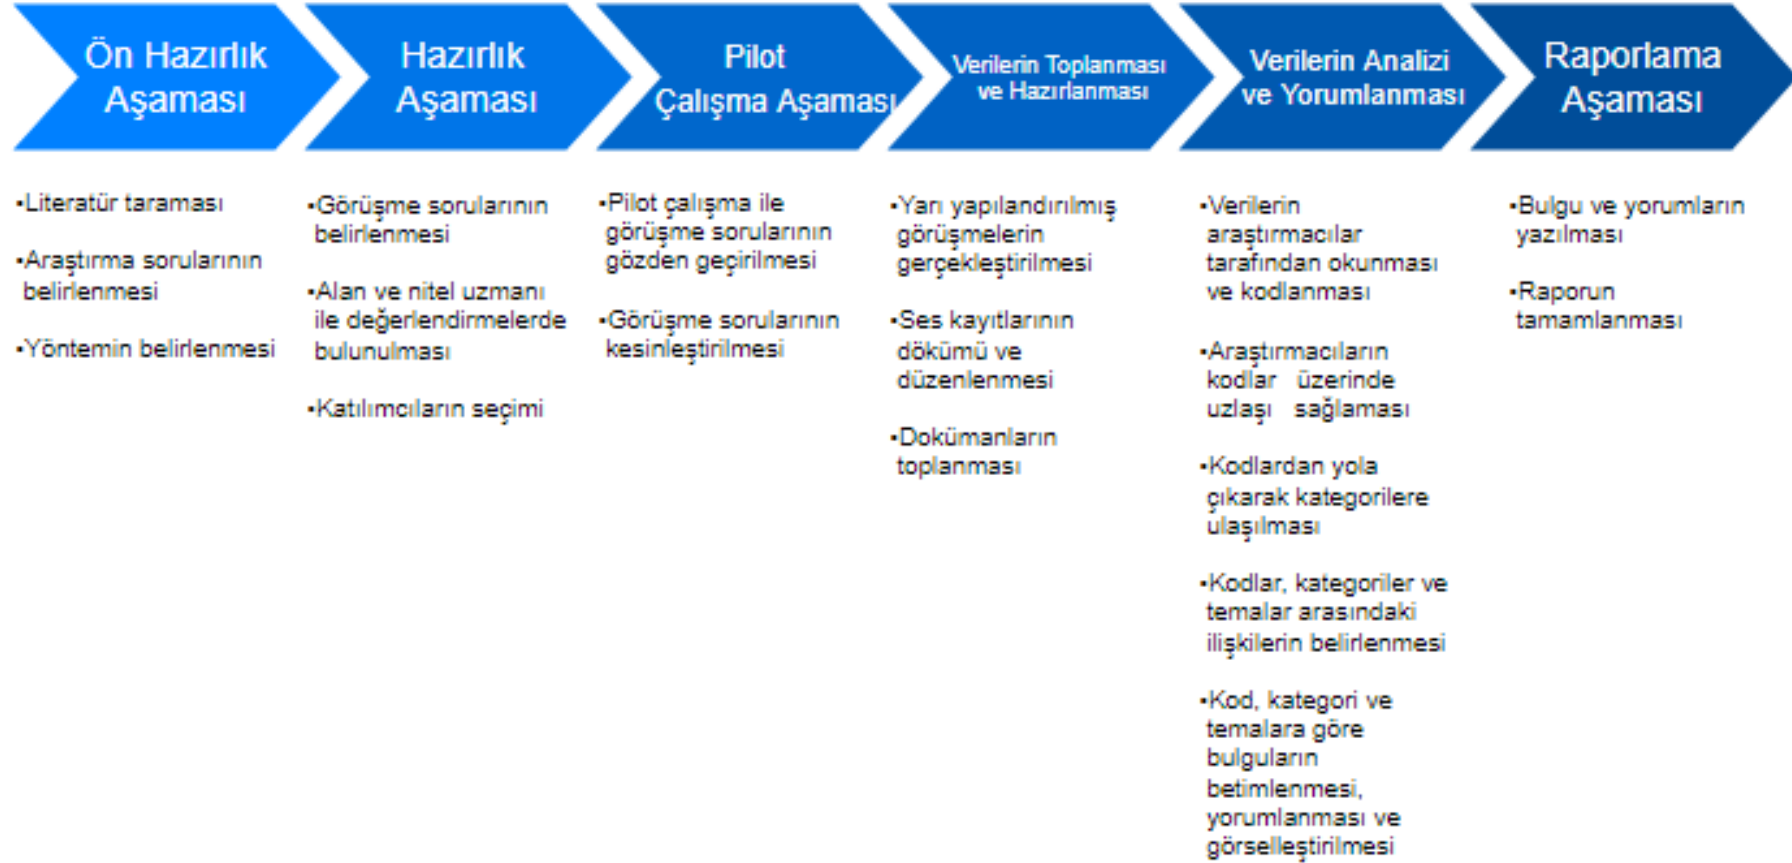 Ön Hazırlık
Aşaması
Hazırlık
Aşaması
Pilot
Çalışma Aşaması
Verilerin Toplanması
ve Hazırlanması
Verilerin Analizi
ve Yorumlanması
Raporlama
Aşaması
▪Literatür taraması
▪Araştırma sorularının
belirlenmesi
▪Yöntemin belirlenmesi
▪Görüşme sorularının
belirlenmesi
▪Alan ve nitel uzmanı
ile değerlendirmelerde
bulunulması
▪Katılımcıların seçimi
▪Pilot çalışma ile
görüşme sorularının
gözden geçirilmesi
▪Görüşme sorularının
kesinleştirilmesi
▪Yarı yapılandırılmış
görüşmelerin
gerçekleştirilmesi
▪Ses kayıtlarının
dökümü ve
düzenlenmesi
▪Dokümanların
toplanması
▪Verilerin
araştırmacılar
tarafından okunması
ve kodlanması
▪Araştırmacıların
kodlar üzerinde
uzlaşı sağlaması
▪Kodlardan yola
çıkarak kategorilere
ulaşılması
▪Kodlar, kategoriler ve
temalar arasındaki
ilişkilerin belirlenmesi
▪Kod, kategori ve
temalara göre
bulguların
betimlenmesi,
yorumlanması ve
görselleştirilmesi
▪Bulgu ve yorumların
yazılması
▪Raporun
tamamlanması